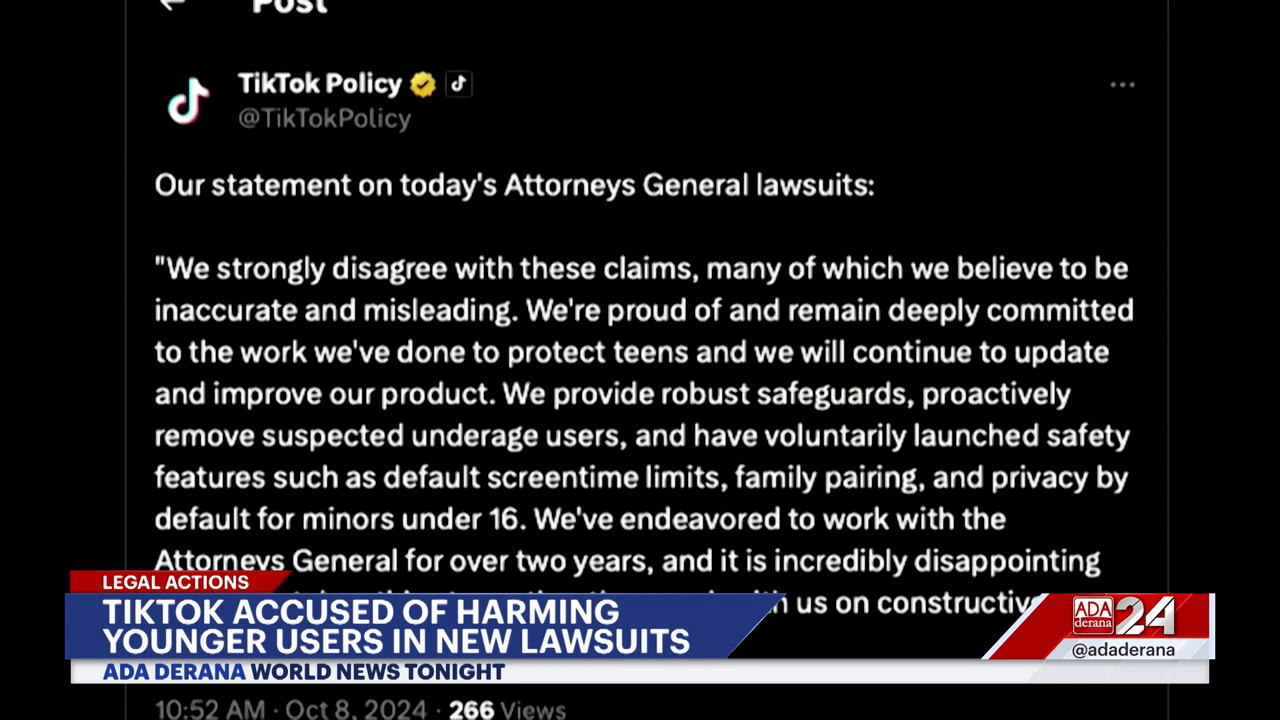 Post
TikTok Policy
@TikTokPolicy
Our statement on today's Attorneys General lawsuits:
"We strongly disagree with these claims, many of which we believe to be
inaccurate and misleading. We're proud of and remain deeply committed
to the work we've done to protect teens and we will continue to update
and improve our product. We provide robust safeguards, proactively
remove suspected underage users, and have voluntarily launched safety
features such as default screentime limits, family pairing, and privacy by
default for minors under 16. We've endeavored to work with the
Attorneys General for over two years, and it is incredibly disappointing
us on constructive
LEGAL ACTIONS
TIKTOK ACCUSED OF HARMING
YOUNGER USERS IN NEW LAWSUITS
ADA DERANA WORLD NEWS TONIGHT
ADA
derana
24
@adaderana
10:52 AM · Oct 8, 2024 · 266 Views